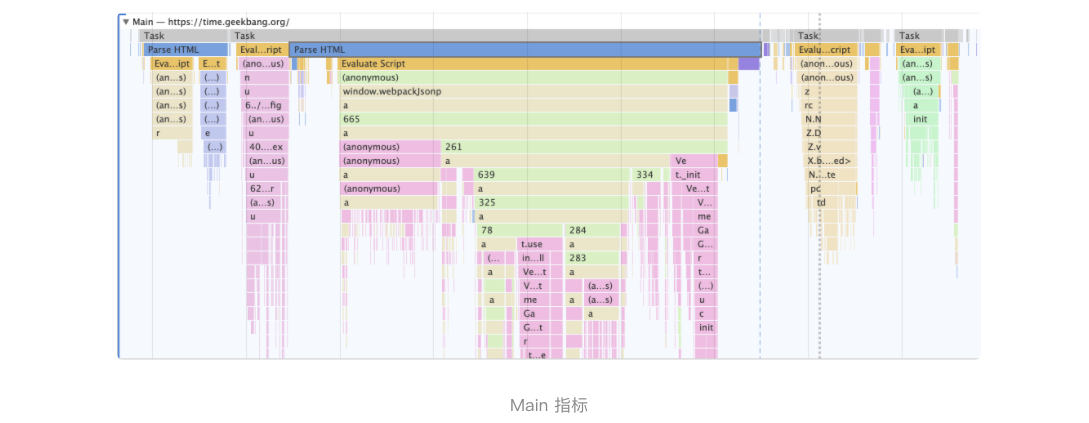 ▼ Main — https://time.geekbang.org/
Task Task Task Task
Parse HTML Eval...ript Parse HTML Evalu...cript Eva...ipt
Eva...ipt E...t (ano...us) Evaluate Script (anon...ous) (an...s)
(an...s) (...) n (anonymous) (anon...ous) (an...s)
(an...s) (...) u window.webpackJsonp z (a...)
(an...s) (...) 6../...fig a rc a
(an...s) (...) (an...us) 665 N.N init
r e u a Z.D
(...) 40....ex (anonymous) 261 Z.v
(an...us) (anonymous) a Ve X.b....ed>
u (anonymous) 639 334 t._init N....te
62...r (anonymous) a Ve...t pc
(a...s) a 325 V... td
u a me
78 284 Ga
a t.use a G...
(... in...ll 283 r
a Ve...t a t...
V...t (a...s) (...)
a me a (a...s) u
Ga a c
G...t init
r
t...e
Main 指标